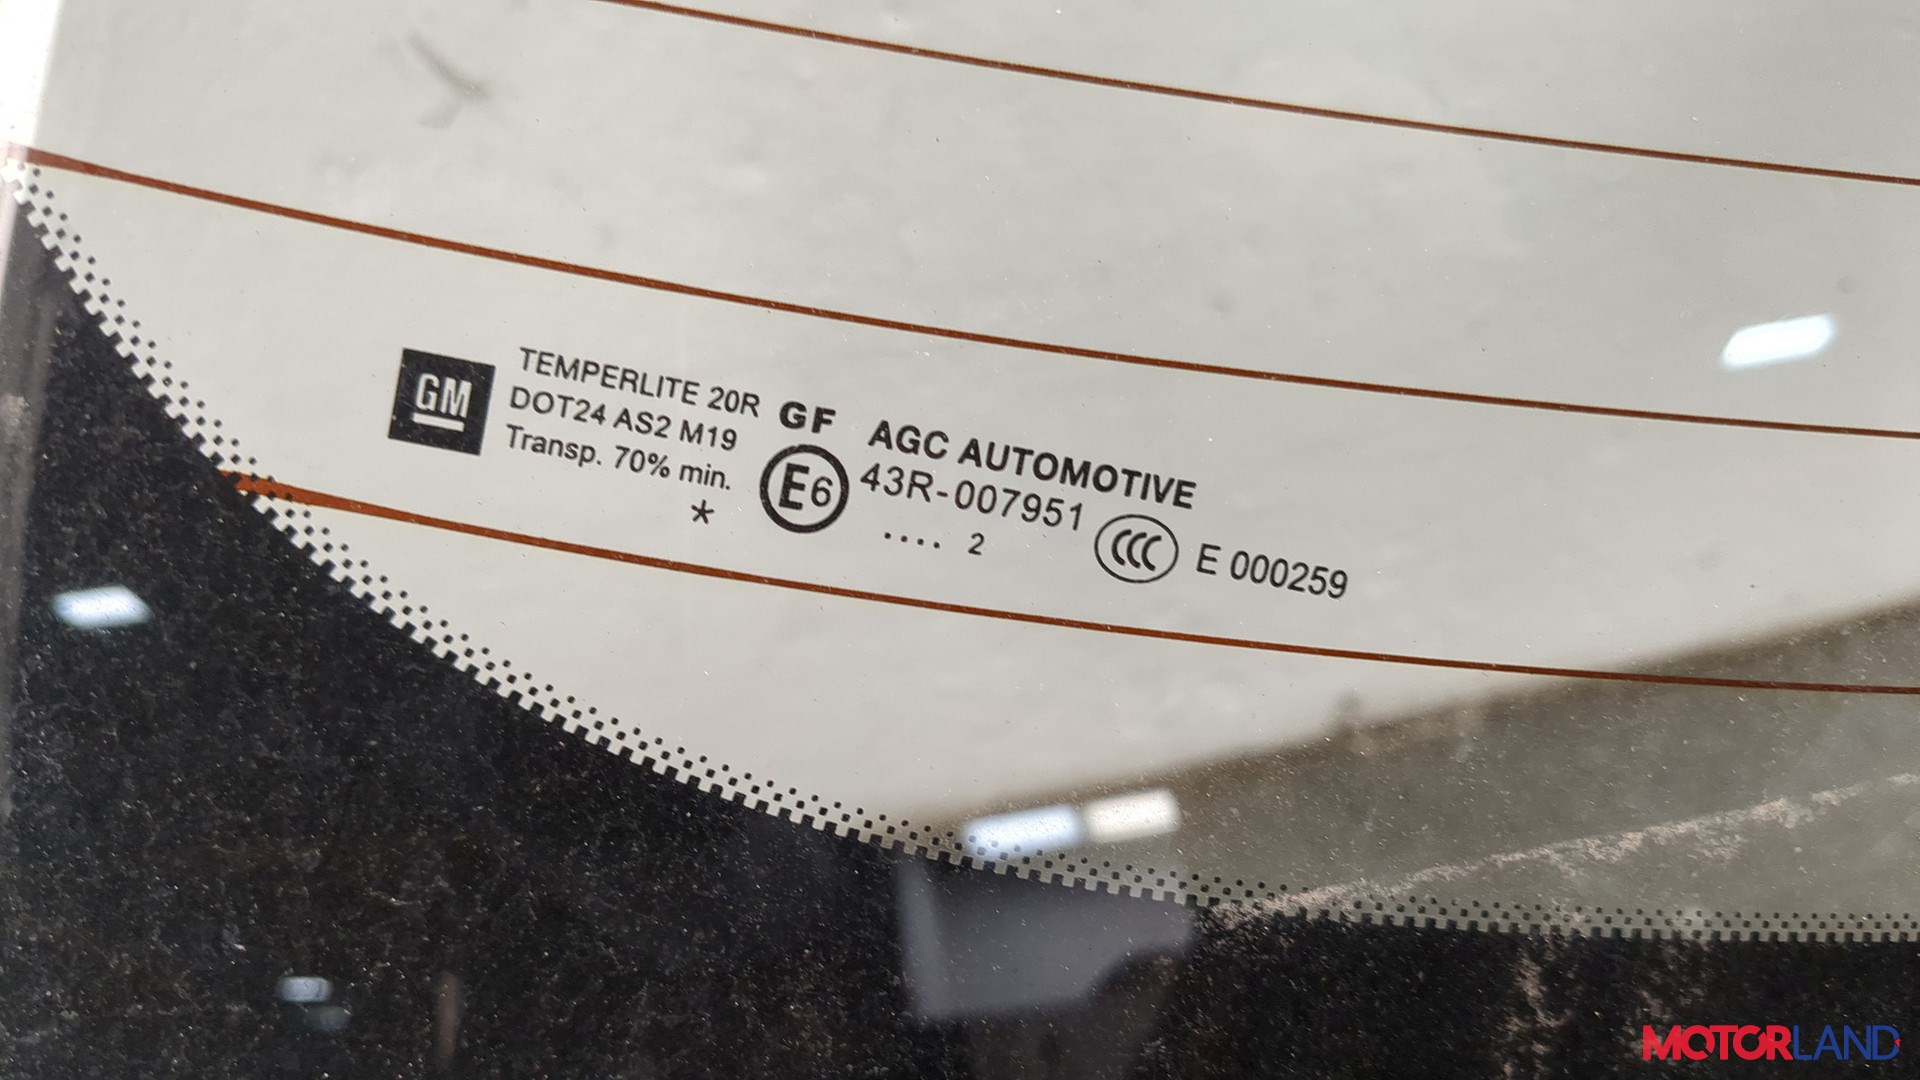 GM
TEMPERLITE 20R GF AGC AUTOMOTIVE
DOT24 AS2 M19 E6 43R-007951
Transp. 70% min. .... 2 CCC E 000259
*
MOTORLAND